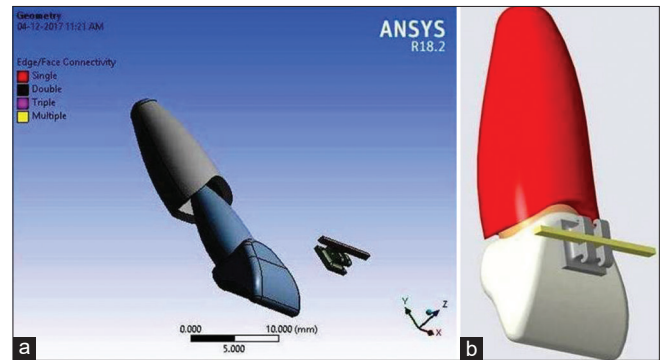 Geometry
04-12-2017 11:21 AM
Edge/Face Connectivity
Single
Double
Triple
Multiple
ANSYS
R18.2
0.000
10.000 (mm)
5.000
Y
Z
X
a
b